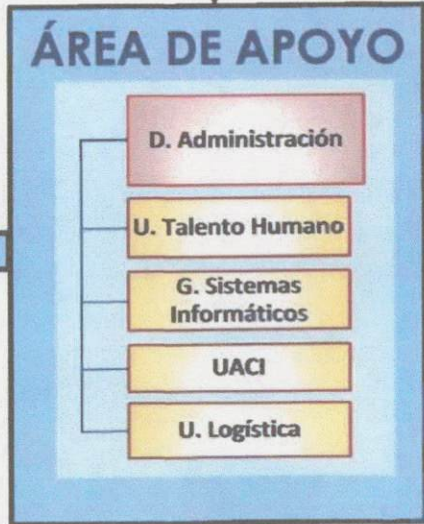 ÁREA DE APOYO
D. Administración
U. Talento Humano
G. Sistemas
Informáticos
UACI
U. Logística